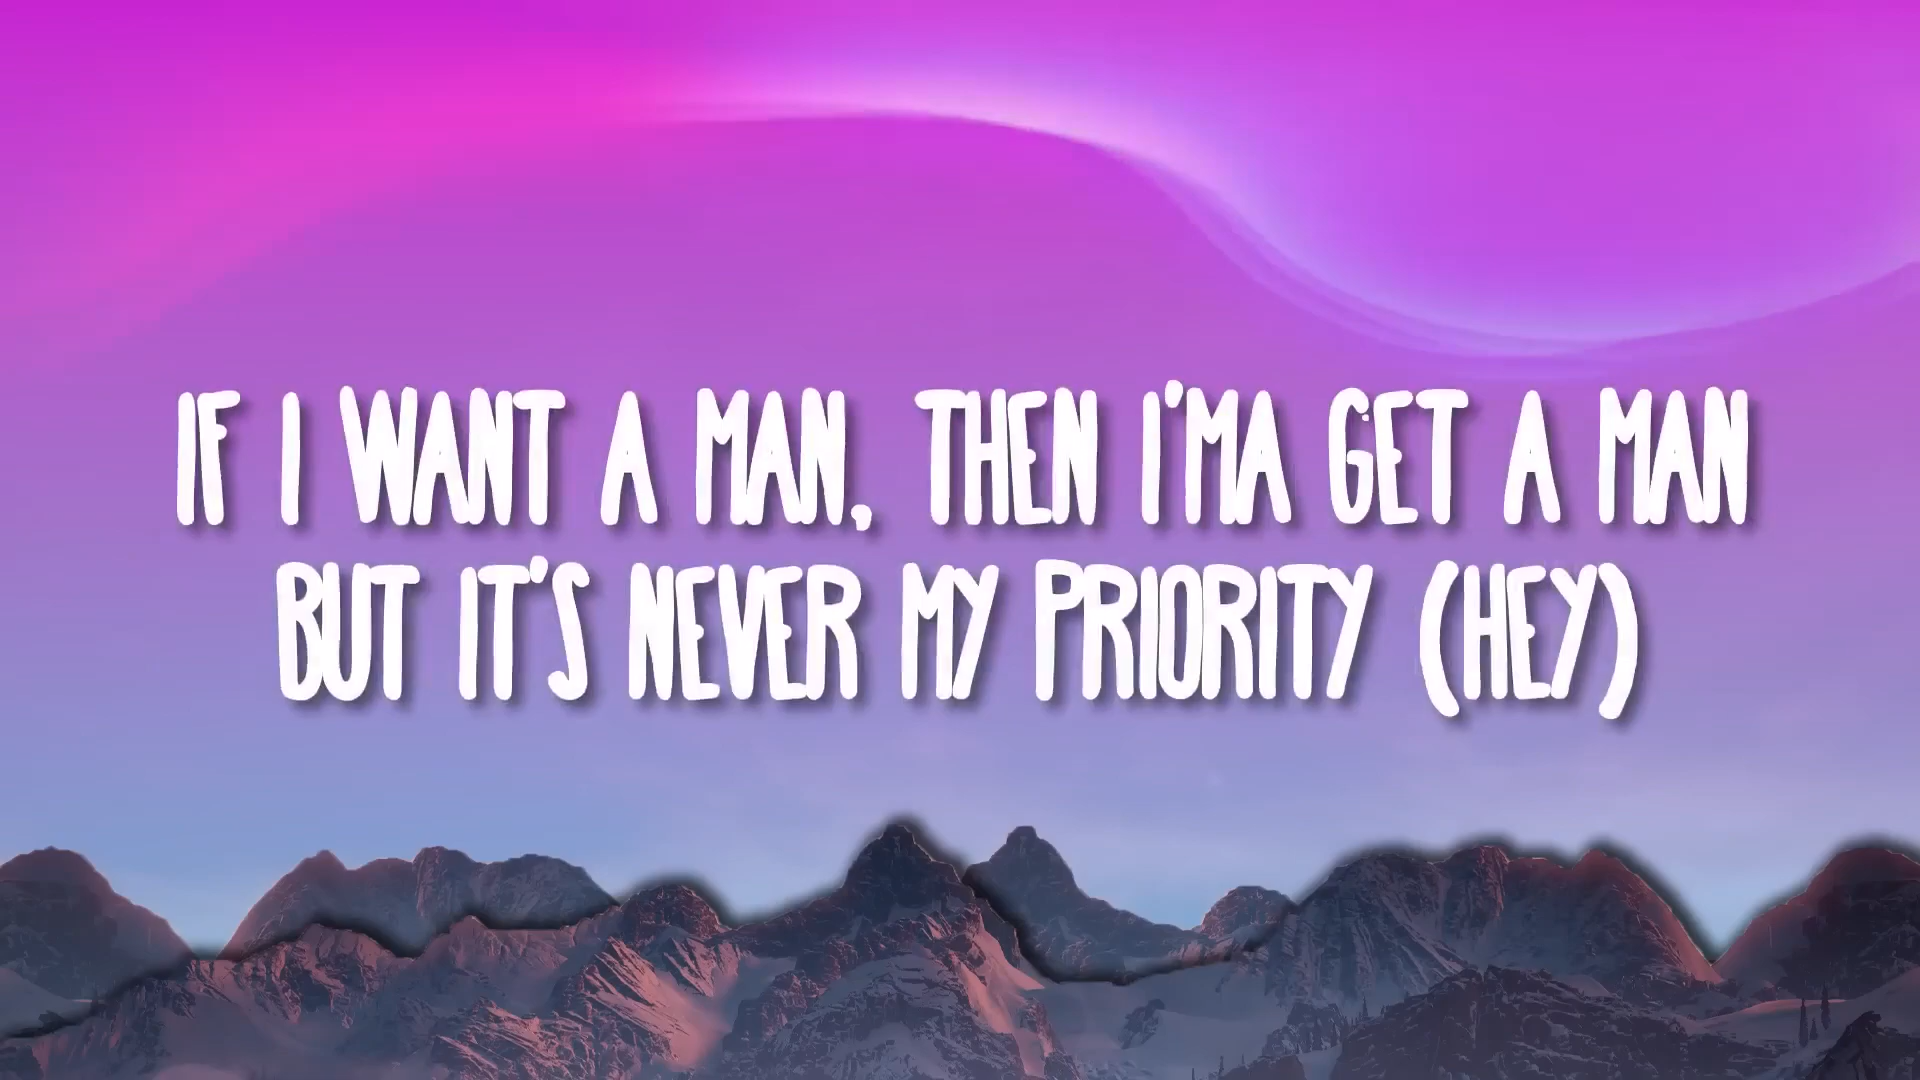 IF I WANT A MAN, THEN I'MA GET A MAN
BUT IT'S NEVER MY PRIORITY (HEY)